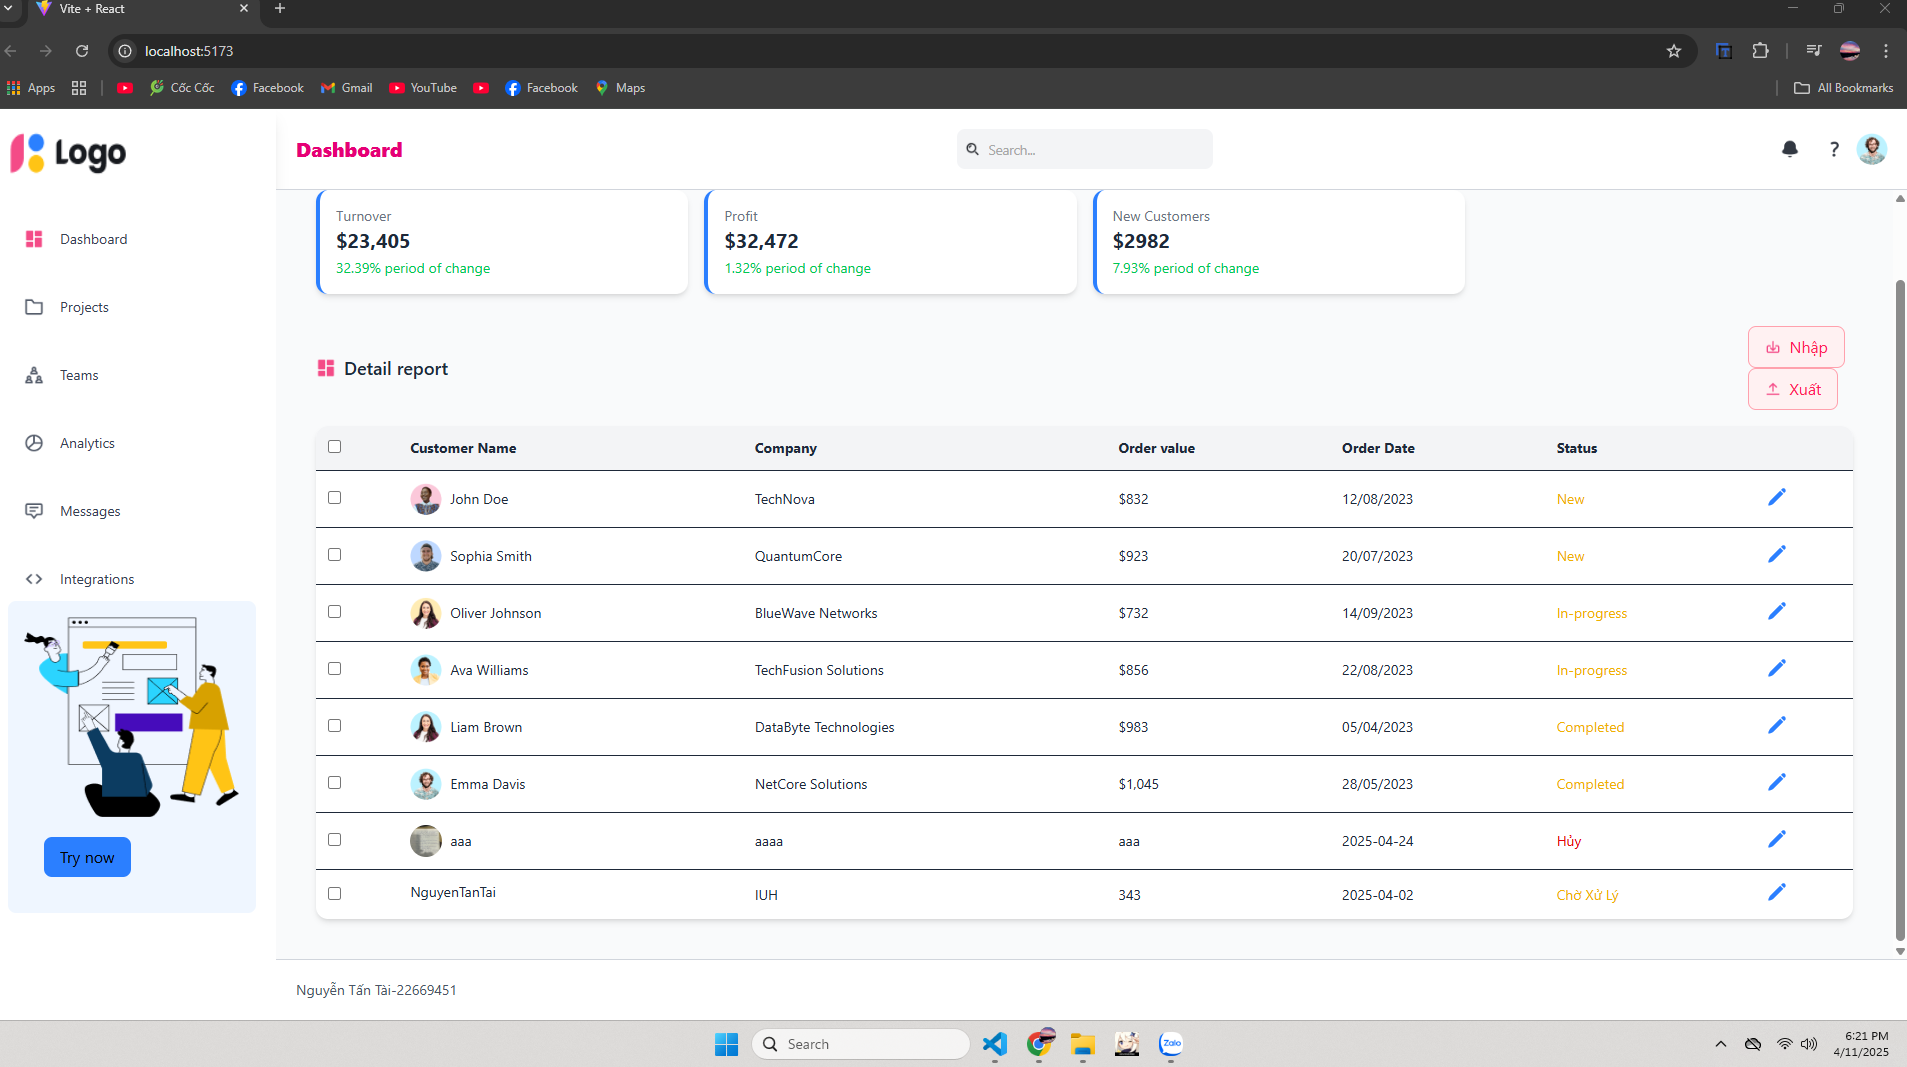 Vite + React
localhost:5173
Apps
Cốc Cốc
Facebook
Gmail
YouTube
Facebook
Maps
All Bookmarks
Logo
Dashboard
Search...
?
Dashboard
Projects
Teams
Analytics
Messages
Integrations
Try now
Turnover
$23,405
32.39% period of change
Profit
$32,472
1.32% period of change
New Customers
$2982
7.93% period of change
Detail report
Nhập
Xuất
Customer Name Company Order value Order Date Status
John Doe TechNova $832 12/08/2023 New
Sophia Smith QuantumCore $923 20/07/2023 New
Oliver Johnson BlueWave Networks $732 14/09/2023 In-progress
Ava Williams TechFusion Solutions $856 22/08/2023 In-progress
Liam Brown DataByte Technologies $983 05/04/2023 Completed
Emma Davis NetCore Solutions $1,045 28/05/2023 Completed
aaa aaaa aaa 2025-04-24 Hủy
NguyenTanTai IUH 343 2025-04-02 Chờ Xử Lý
Nguyễn Tấn Tài-22669451
Search
Zalo
6:21 PM
4/11/2025